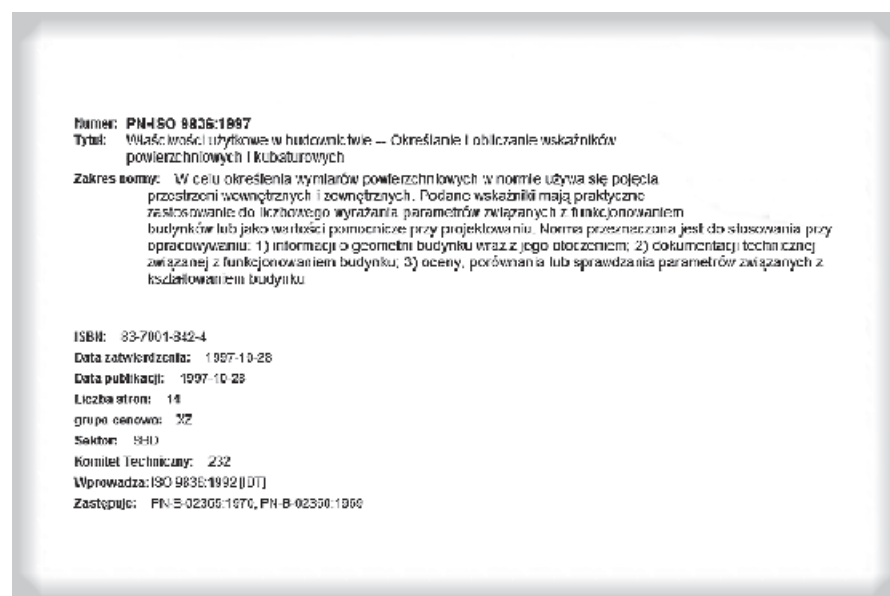 Numer: PN-ISO 9836:1997
Tytuł: Właściwości użytkowe w budownictwie -- Określanie i obliczanie wskaźników
powierzchniowych i kubaturowych
Zakres normy: W celu określenia wymiarów powierzchniowych w normie używa się pojęcia
przestrzeni wewnętrznych i zewnętrznych. Podane wskaźniki mają praktyczne
zastosowanie do liczbowego wyrażania parametrów związanych z funkcjonowaniem
budynków lub jako wartości pomocnicze przy projektowaniu. Norma przeznaczona jest do stosowania przy
opracowywaniu: 1) informacji o geometrii budynku wraz z jego otoczeniem; 2) dokumentacji technicznej
związanej z funkcjonowaniem budynku; 3) oceny, porównania lub sprawdzania parametrów związanych z
kształtowaniem budynku
ISBN: 83-7001-842-4
Data zatwierdzenia: 1997-10-28
Data publikacji: 1997-10-28
Liczba stron: 14
grupa cenowa: XZ
Sektor: SBD
Komitet Techniczny: 232
Wprowadza: ISO 9836:1992 [IDT]
Zastępuje: PN-B-02365:1970, PN-B-02360:1969